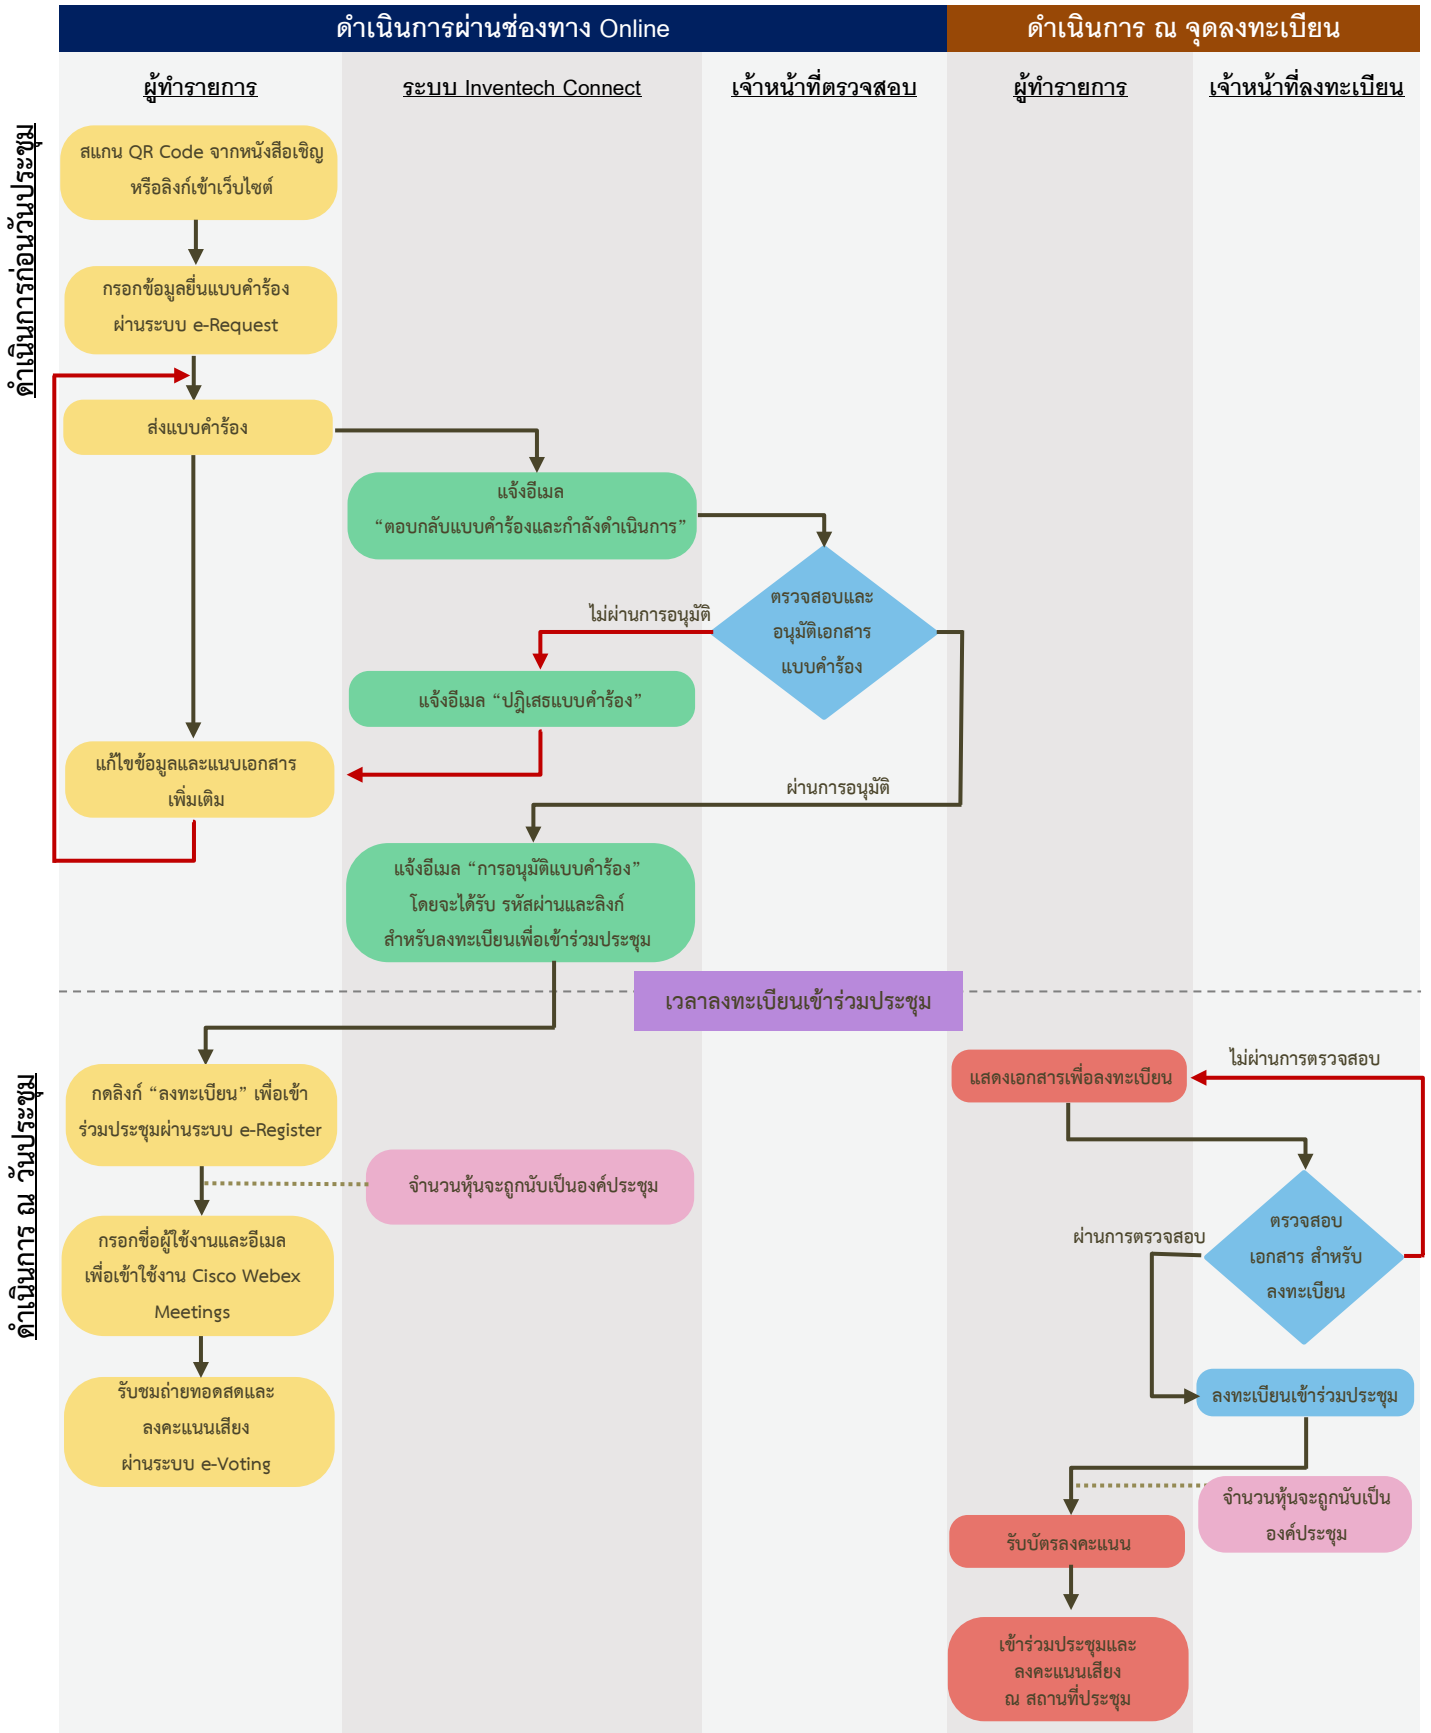 ดำเนินการผ่านช่องทาง Online
ดำเนินการ ณ จุดลงทะเบียน
ผู้ทำรายการ
ระบบ Inventech Connect
เจ้าหน้าที่ตรวจสอบ
ผู้ทำรายการ
เจ้าหน้าที่ลงทะเบียน
ดำเนินการก่อนวันประชุม
สแกน QR Code จากหนังสือเชิญ
หรือลิงก์เข้าเว็บไซต์
กรอกข้อมูลยื่นแบบคำร้อง
ผ่านระบบ e-Request
ส่งแบบคำร้อง
แจ้งอีเมล
“ตอบกลับแบบคำร้องและกำลังดำเนินการ”
ตรวจสอบและ
อนุมัติเอกสาร
แบบคำร้อง
ไม่ผ่านการอนุมัติ
แจ้งอีเมล “ปฎิเสธแบบคำร้อง”
แก้ไขข้อมูลและแนบเอกสาร
เพิ่มเติม
ผ่านการอนุมัติ
แจ้งอีเมล “การอนุมัติแบบคำร้อง”
โดยจะได้รับ รหัสผ่านและลิงก์
สำหรับลงทะเบียนเพื่อเข้าร่วมประชุม
เวลาลงทะเบียนเข้าร่วมประชุม
ดำเนินการ ณ วันประชุม
กดลิงก์ “ลงทะเบียน” เพื่อเข้า
ร่วมประชุมผ่านระบบ e-Register
จำนวนหุ้นจะถูกนับเป็นองค์ประชุม
กรอกชื่อผู้ใช้งานและอีเมล
เพื่อเข้าใช้งาน Cisco Webex
Meetings
รับชมถ่ายทอดสดและ
ลงคะแนนเสียง
ผ่านระบบ e-Voting
แสดงเอกสารเพื่อลงทะเบียน
ไม่ผ่านการตรวจสอบ
ตรวจสอบ
เอกสาร สำหรับ
ลงทะเบียน
ผ่านการตรวจสอบ
ลงทะเบียนเข้าร่วมประชุม
จำนวนหุ้นจะถูกนับเป็น
องค์ประชุม
รับบัตรลงคะแนน
เข้าร่วมประชุมและ
ลงคะแนนเสียง
ณ สถานที่ประชุม